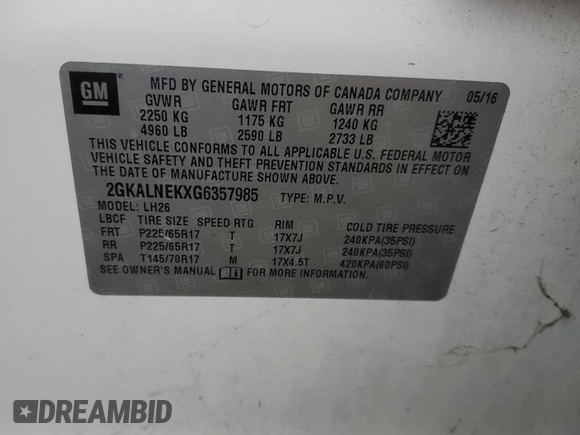 GM
MFD BY GENERAL MOTORS OF CANADA COMPANY 05/16
GVWR GAWR FRT GAWR RR
2250 KG 1175 KG 1240 KG
4960 LB 2590 LB 2733 LB
THIS VEHICLE CONFORMS TO ALL APPLICABLE U.S. FEDERAL MOTOR
VEHICLE SAFETY AND THEFT PREVENTION STANDARDS IN EFFECT ON
THE DATE OF MANUFACTURE SHOWN ABOVE.
2GKALNEKXG6357985 TYPE: M.P.V.
MODEL: LH26
LBCF TIRE SIZE SPEED RTG RIM COLD TIRE PRESSURE
FRT P225/65R17 T 17X7J 240KPA(35PSI)
RR P225/65R17 T 17X7J 240KPA(35PSI)
SPA T145/70R17 M 17X4.5T 420KPA(60PSI)
SEE OWNER'S MANUAL FOR MORE INFORMATION.
DREAMBID